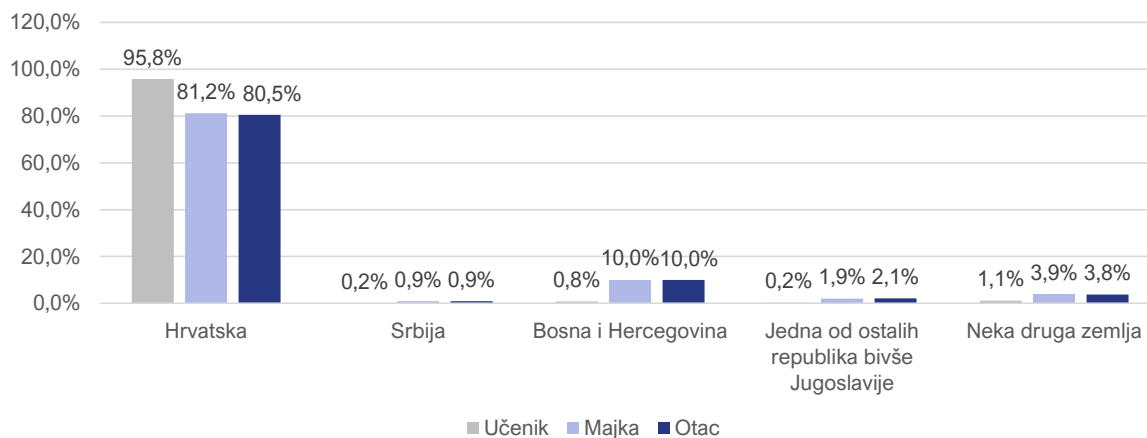 120,0%
100,0%
80,0%
60,0%
40,0%
20,0%
0,0%
95,8%
81,2%
80,5%
0,2%
0,9%
0,9%
0,8%
10,0%
10,0%
0,2%
1,9%
2,1%
1,1%
3,9%
3,8%
Hrvatska
Srbija
Bosna i Hercegovina
Jedna od ostalih
republika bivše
Jugoslavije
Neka druga zemlja
Učenik
Majka
Otac